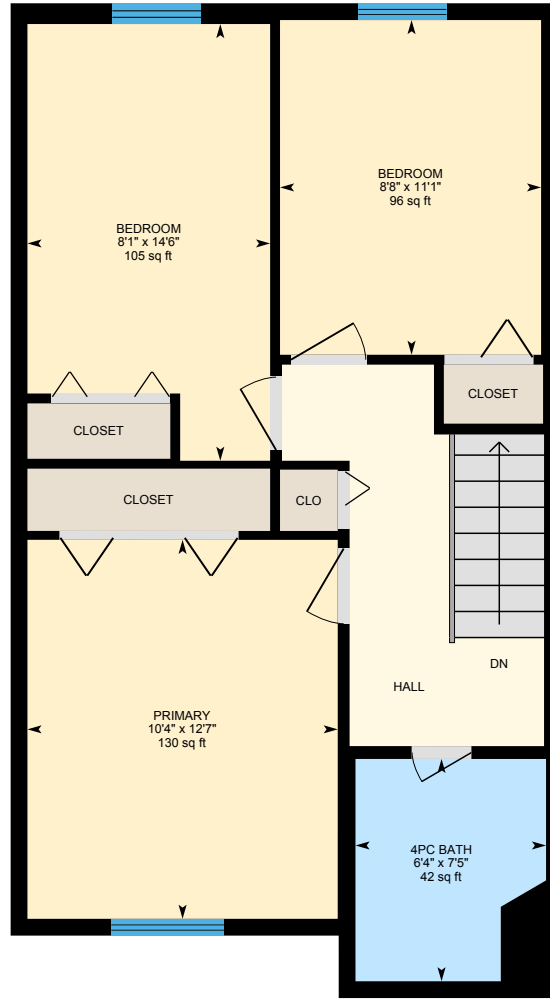 BEDROOM
8'8" x 11'1"
96 sq ft
BEDROOM
8'1" x 14'6"
105 sq ft
CLOSET
CLOSET
CLOSET
CLO
DN
HALL
PRIMARY
10'4" x 12'7"
130 sq ft
4PC BATH
6'4" x 7'5"
42 sq ft